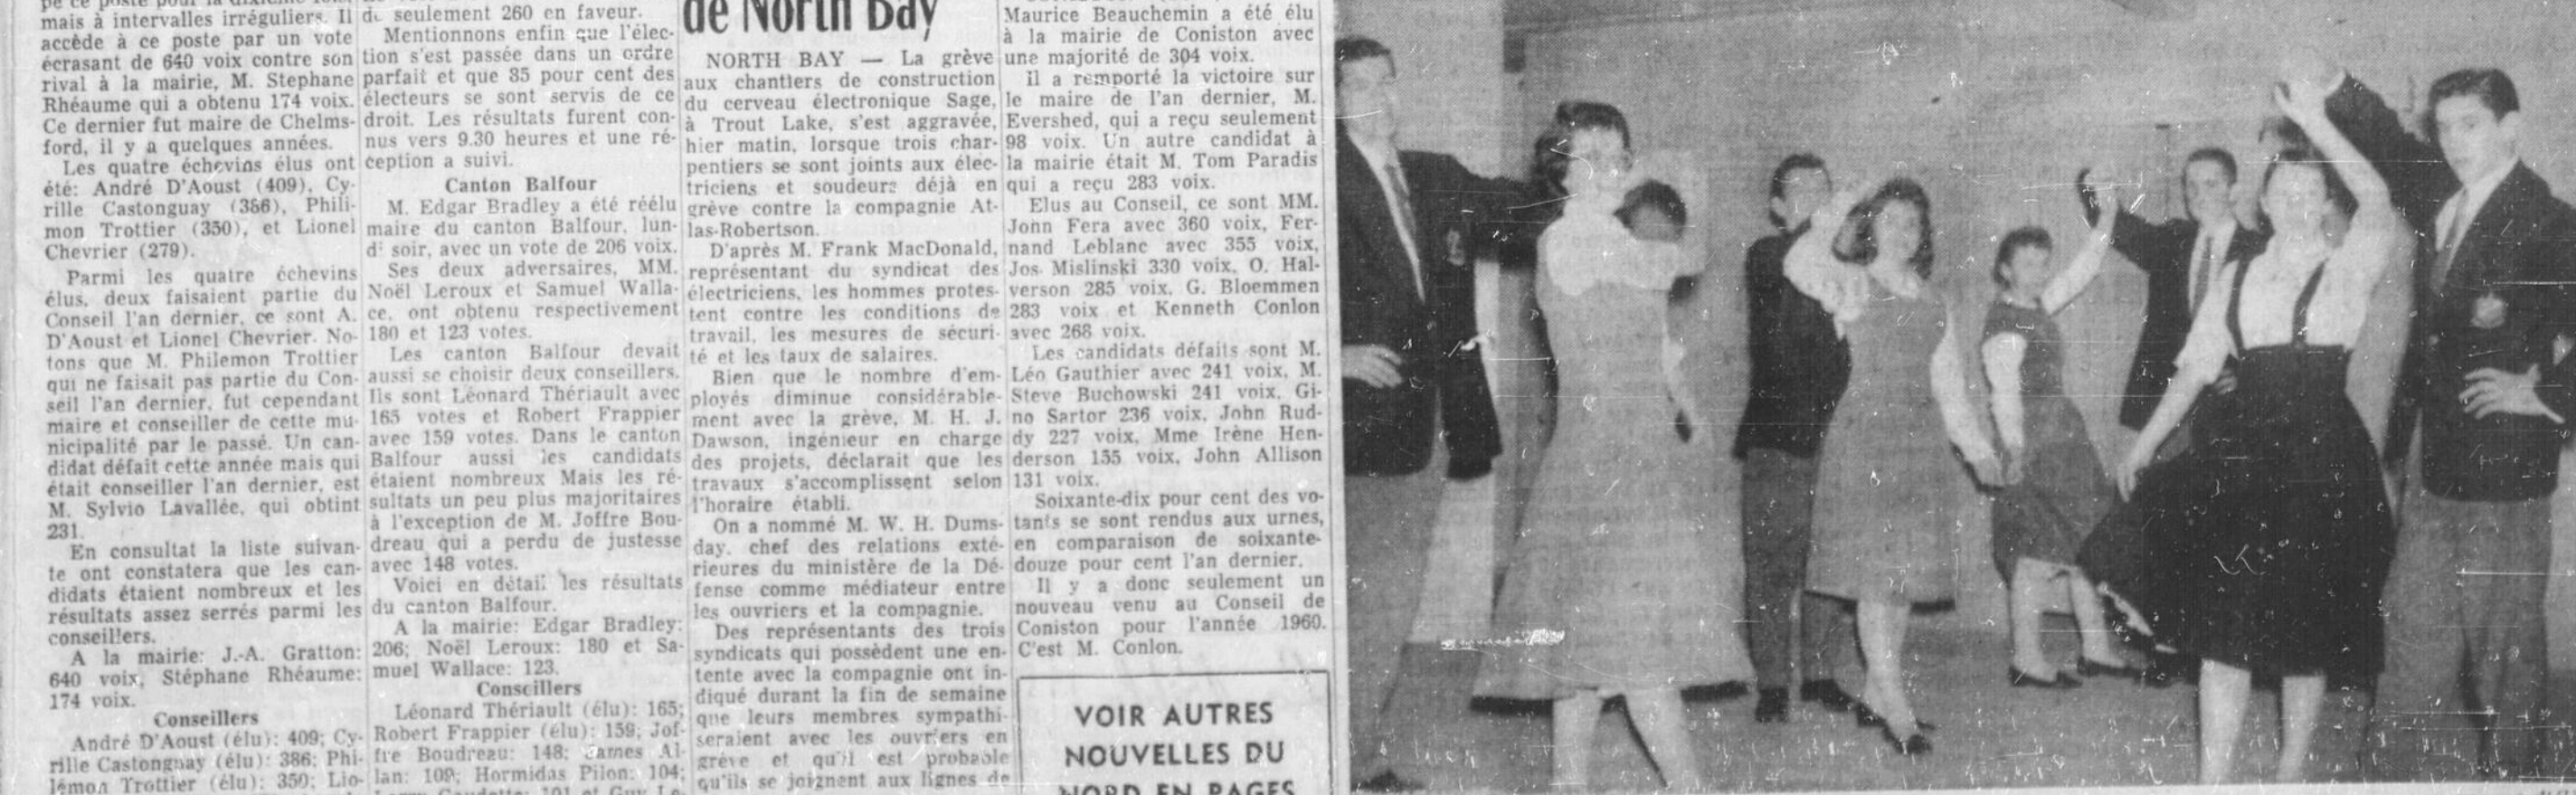 mais à intervalles irréguliers. Il
accède à ce poste par un vote
écrasant de 640 voix contre son
rival à la mairie, M. Stephane
Rhéaume qui a obtenu 174 voix.
Ce dernier fut maire de Chelms-
ford, il y a quelques années.
Les quatre échevins élus ont
été: André D'Aoust (409), Cy-
rille Castonguay (386), Phili-
mon Trottier (350), et Lionel
Chevrier (279).
Parmi les quatre échevins
élus, deux faisaient partie du
Conseil l'an dernier, ce sont A.
D'Aoust et Lionel Chevrier. No-
tons que M. Philemon Trottier
qui ne faisait pas partie du Con-
seil l'an dernier, fut cependant
maire et conseiller de cette mu-
nicipalité par le passé. Un can-
didat défait cette année mais qui
était conseiller l'an dernier, est
M. Sylvio Lavallée, qui obtint
231.
En consultat la liste suivan-
te ont constatera que les can-
didats étaient nombreux et les
résultats assez serrés parmi les
conseillers.
A la mairie: J.-A. Gratton:
640 voix, Stéphane Rhéaume:
174 voix.
Conseillers
André D'Aoust (élu): 409; Cy-
rille Castongnay (élu): 386; Phi-
lémon Trottier (élu): 350; Lio-
de seulement 260 en faveur.
Mentionnons enfin que l'élec-
tion s'est passée dans un ordre
parfait et que 85 pour cent des
électeurs se sont servis de ce
droit. Les résultats furent con-
nus vers 9.30 heures et une ré-
ception a suivi.
Canton Balfour
M. Edgar Bradley a été réélu
maire du canton Balfour, lun-
di soir, avec un vote de 206 voix.
Ses deux adversaires, MM.
Noël Leroux et Samuel Walla-
ce, ont obtenu respectivement
180 et 123 votes.
Les canton Balfour devait
aussi se choisir deux conseillers.
Ils sont Léonard Thériault avec
165 votes et Robert Frappier
avec 159 votes. Dans le canton
Balfour aussi les candidats
étaient nombreux Mais les ré-
sultats un peu plus majoritaires
à l'exception de M. Joffre Bou-
dreau qui a perdu de justesse
avec 148 votes.
Voici en détail les résultats
du canton Balfour.
A la mairie: Edgar Bradley:
206; Noël Leroux: 180 et Sa-
muel Wallace: 123.
Conseillers
Léonard Thériault (élu): 165;
Robert Frappier (élu): 159; Jof-
fre Boudreau: 148; James Al-
lan: 109; Hormidas Pilon: 104;
de North Bay
NORTH BAY — La grève
aux chantiers de construction
du cerveau électronique Sage,
à Trout Lake, s'est aggravée,
hier matin, lorsque trois char-
pentiers se sont joints aux élec-
triciens et soudeurs déjà en
grève contre la compagnie At-
las-Robertson.
D'après M. Frank MacDonald,
représentant du syndicat des
électriciens, les hommes protes-
tent contre les conditions de
travail, les mesures de sécuri-
té et les taux de salaires.
Bien que le nombre d'em-
ployés diminue considérable-
ment avec la grève, M. H. J.
Dawson, ingénieur en charge
des projets, déclarait que les
travaux s'accomplissent selon
l'horaire établi.
On a nommé M. W. H. Dums-
day, chef des relations exté-
rieures du ministère de la Dé-
fense comme médiateur entre
les ouvriers et la compagnie.
Des représentants des trois
syndicats qui possèdent une en-
tente avec la compagnie ont in-
diqué durant la fin de semaine
que leurs membres sympathi-
seraient avec les ouvriers en
grève et qu'il est probable
qu'ils se joignent aux lignes de
Maurice Beauchemin a été élu
à la mairie de Coniston avec
une majorité de 304 voix.
Il a remporté la victoire sur
le maire de l'an dernier, M.
Evershed, qui a reçu seulement
98 voix. Un autre candidat à
la mairie était M. Tom Paradis
qui a reçu 283 voix.
Elus au Conseil, ce sont MM.
John Fera avec 360 voix, Fer-
nand Leblanc avec 355 voix,
Jos. Mislinski 330 voix, O. Hal-
verson 285 voix, G. Bloemmen
283 voix et Kenneth Conlon
avec 268 voix.
Les candidats défaits sont M.
Léo Gauthier avec 241 voix, M.
Steve Buchowski 241 voix, Gi-
no Sartor 236 voix, John Rud-
dy 227 voix, Mme Irène Hen-
derson 155 voix, John Allison
131 voix.
Soixante-dix pour cent des vo-
tants se sont rendus aux urnes,
en comparaison de soixante-
douze pour cent l'an dernier.
Il y a donc seulement un
nouveau venu au Conseil de
Coniston pour l'année 1960.
C'est M. Conlon.
VOIR AUTRES
NOUVELLES DU
NORD EN PAGES